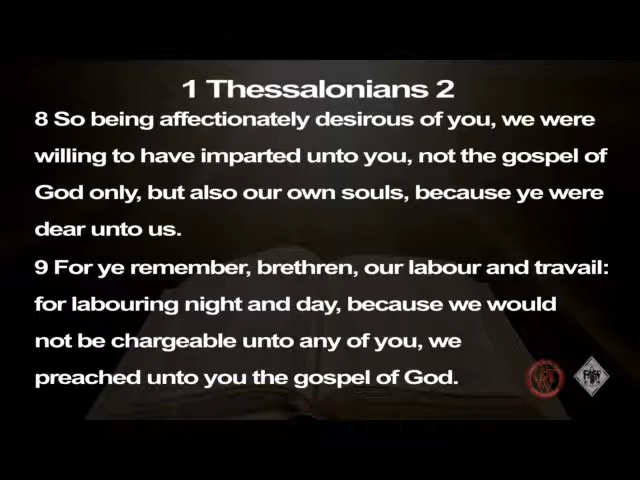 1 Thessalonians 2
8 So being affectionately desirous of you, we were
willing to have imparted unto you, not the gospel of
God only, but also our own souls, because ye were
dear unto us.
9 For ye remember, brethren, our labour and travail:
for labouring night and day, because we would
not be chargeable unto any of you, we
preached unto you the gospel of God.